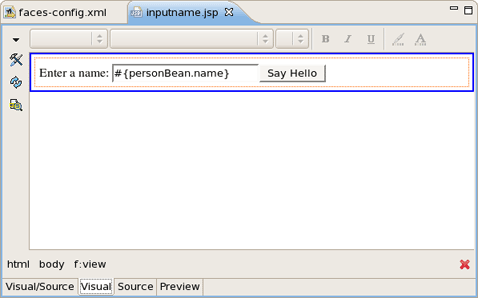 faces-config.xml inputname.jsp
B I U A
Enter a name: #{personBean.name} Say Hello
html body f:view
Visual/Source Visual Source Preview